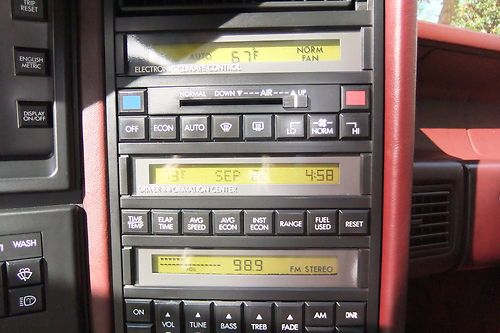 TRIP
RESET
ENGLISH
METRIC
DISPLAY
ON/OFF
WASH
AUTO 67°F NORM
FAN
ELECTRONIC CLIMATE CONTROL
NORMAL DOWN ▼ --- AIR --- ▲ UP
OFF ECON AUTO LO NORM HI
SEP 4:58
DRIVER INFORMATION CENTER
TIME
TEMP
ELAP
TIME
AVG
SPEED
AVG
ECON
INST
ECON
RANGE
FUEL
USED
RESET
VOL 98.9 FM STEREO
ON VOL TUNE BASS TREB FADE AM